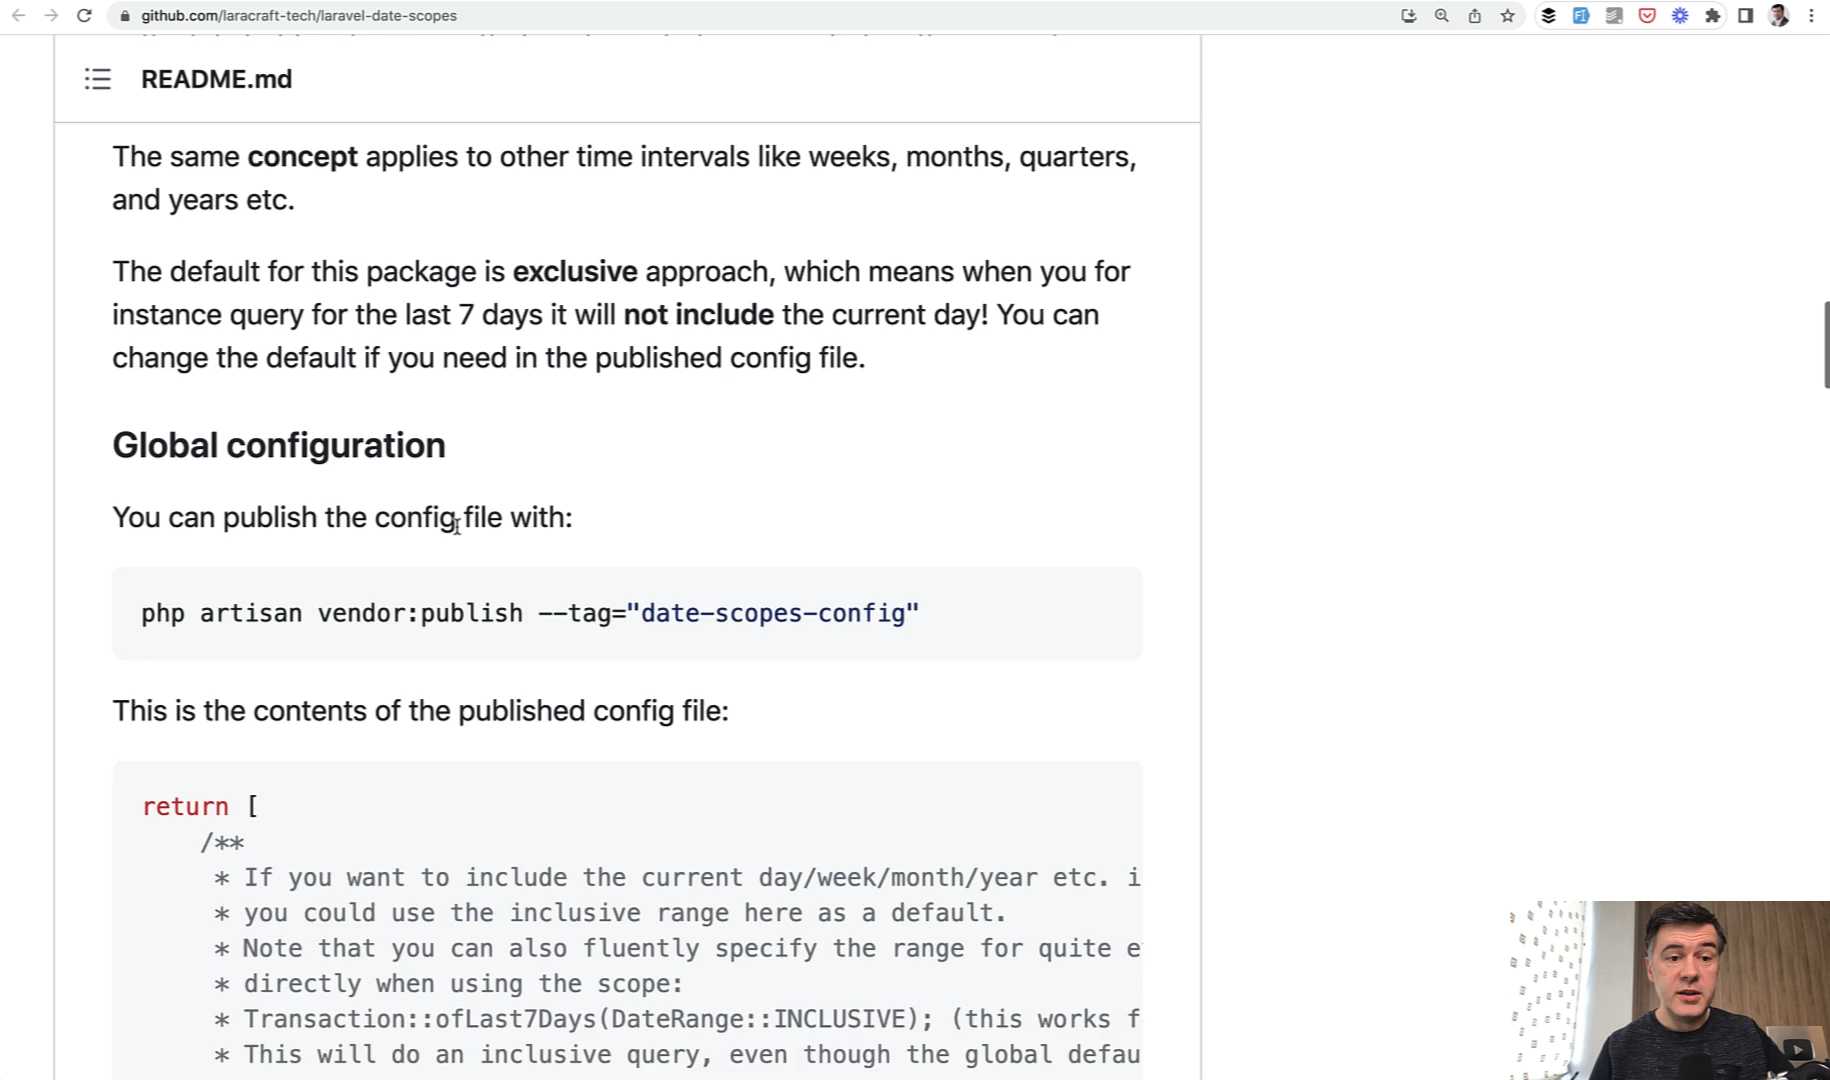 github.com/laracraft-tech/laravel-date-scopes
README.md
The same concept applies to other time intervals like weeks, months, quarters,
and years etc.
The default for this package is exclusive approach, which means when you for
instance query for the last 7 days it will not include the current day! You can
change the default if you need in the published config file.
Global configuration
You can publish the config file with:
php artisan vendor:publish --tag="date-scopes-config"
This is the contents of the published config file:
return [
/**
* If you want to include the current day/week/month/year etc. i
* you could use the inclusive range here as a default.
* Note that you can also fluently specify the range for quite e
* directly when using the scope:
* Transaction::ofLast7Days(DateRange::INCLUSIVE); (this works f
* This will do an inclusive query, even though the global defau